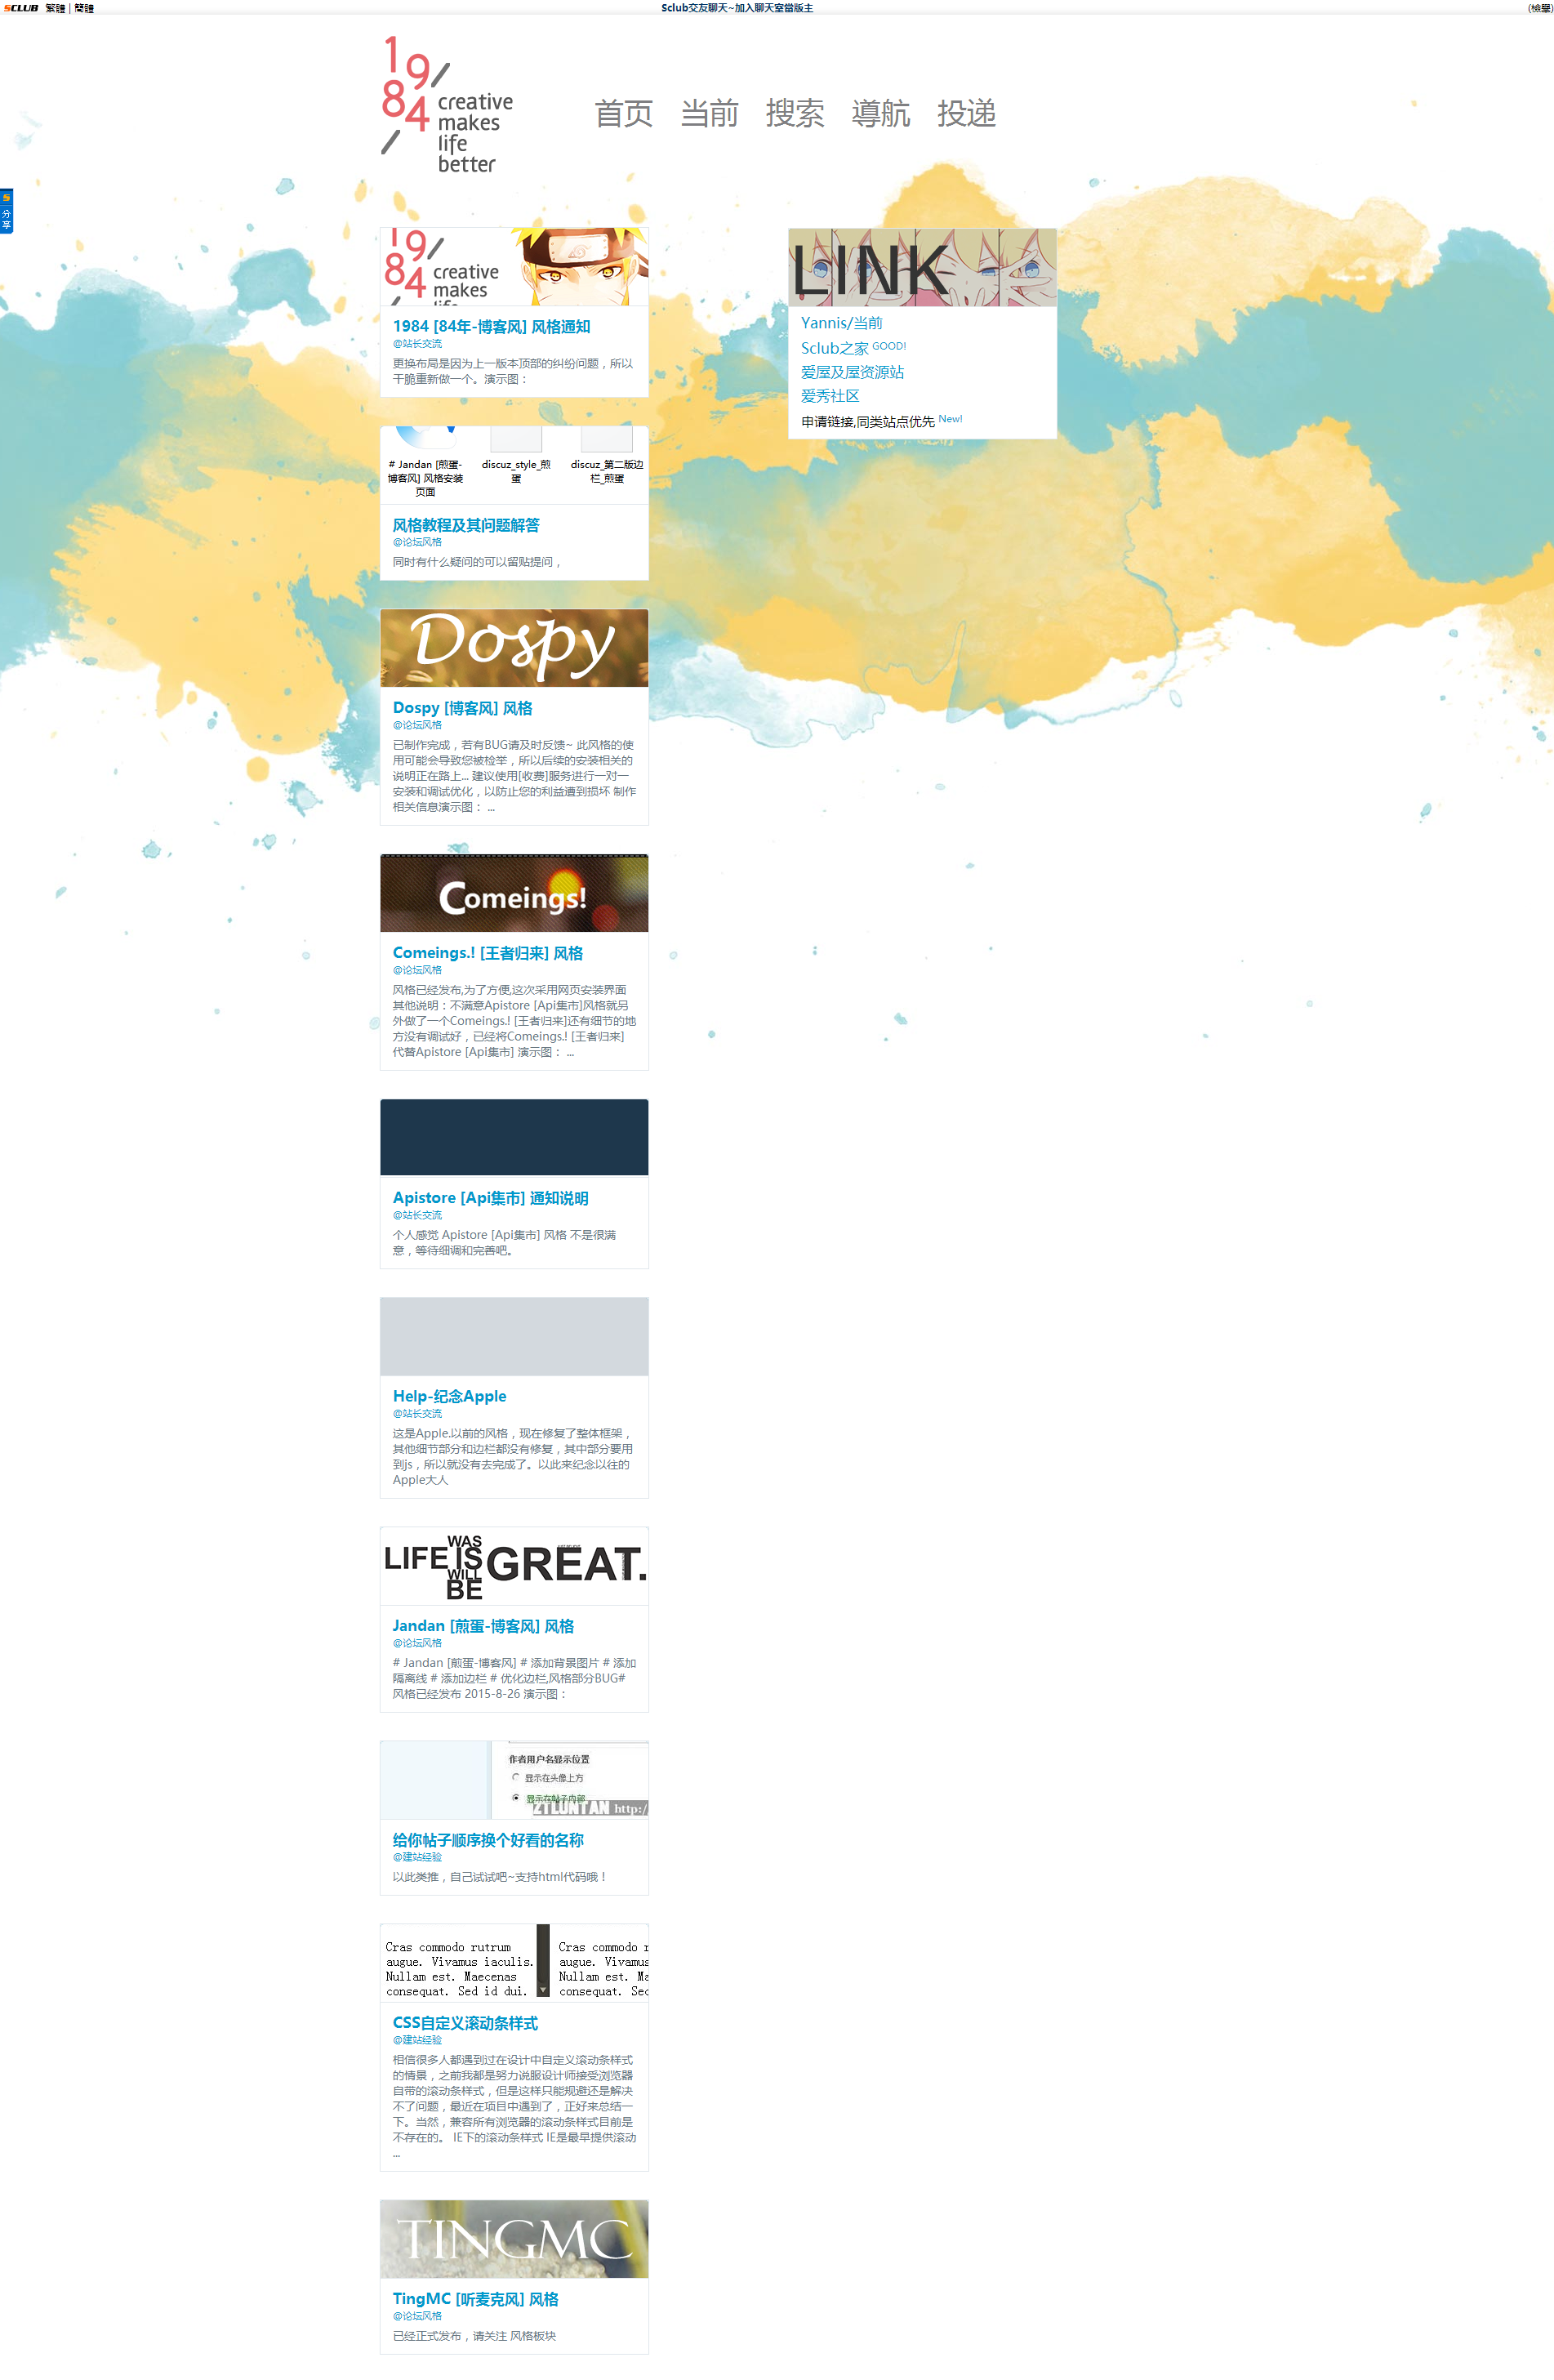 SCLUB 繁體 | 簡體
Sclub交友聊天~加入聊天室當版主
(檢舉)
19/
84
/
creative
makes
life
better
首页 当前 搜索 導航 投递
S
分
享
19/
84
creative
makes
1984 [84年-博客风] 风格通知
@站长交流
更换布局是因为上一版本顶部的纠纷问题，所以
干脆重新做一个。演示图：
LINK
Yannis/当前
Sclub之家 GOOD!
爱屋及屋资源站
爱秀社区
申请链接,同类站点优先 New!
# Jandan [煎蛋-
博客风] 风格安装
页面
discuz_style_煎
蛋
discuz_第二版边
栏_煎蛋
风格教程及其问题解答
@论坛风格
同时有什么疑问的可以留贴提问，
Dospy
Dospy [博客风] 风格
@论坛风格
已制作完成，若有BUG请及时反馈~ 此风格的使
用可能会导致您被检举，所以后续的安装相关的
说明正在路上... 建议使用[收费]服务进行一对一
安装和调试优化，以防止您的利益遭到损坏 制作
相关信息演示图： ...
Comeings!
Comeings.! [王者归来] 风格
@论坛风格
风格已经发布,为了方便,这次采用网页安装界面
其他说明：不满意Apistore [Api集市]风格就另
外做了一个Comeings.! [王者归来]还有细节的地
方没有调试好，已经将Comeings.! [王者归来]
代替Apistore [Api集市] 演示图： ...
Apistore [Api集市] 通知说明
@站长交流
个人感觉 Apistore [Api集市] 风格 不是很满
意，等待细调和完善吧。
Help-纪念Apple
@站长交流
这是Apple.以前的风格，现在修复了整体框架，
其他细节部分和边栏都没有修复，其中部分要用
到js，所以就没有去完成了。以此来纪念以往的
Apple大人
WAS
LIFE IS GREAT.
WILL
BE
Jandan [煎蛋-博客风] 风格
@论坛风格
# Jandan [煎蛋-博客风] # 添加背景图片 # 添加
隔离线 # 添加边栏 # 优化边栏,风格部分BUG#
风格已经发布 2015-8-26 演示图：
作者用户名显示位置
显示在头像上方
显示在帖子内部
ZTLUNTAN http:/
给你帖子顺序换个好看的名称
@建站经验
以此类推，自己试试吧~支持html代码哦！
Cras commodo rutrum
augue. Vivamus iaculis.
Nullam est. Maecenas
consequat. Sed id dui.
Cras commodo r
augue. Vivamus
Nullam est. Ma
consequat. Sed
CSS自定义滚动条样式
@建站经验
相信很多人都遇到过在设计中自定义滚动条样式
的情景，之前我都是努力说服设计师接受浏览器
自带的滚动条样式，但是这样只能规避还是解决
不了问题，最近在项目中遇到了，正好来总结一
下。当然，兼容所有浏览器的滚动条样式目前是
不存在的。 IE下的滚动条样式 IE是最早提供滚动
...
TINGMC
TingMC [听麦克风] 风格
@论坛风格
已经正式发布，请关注 风格板块